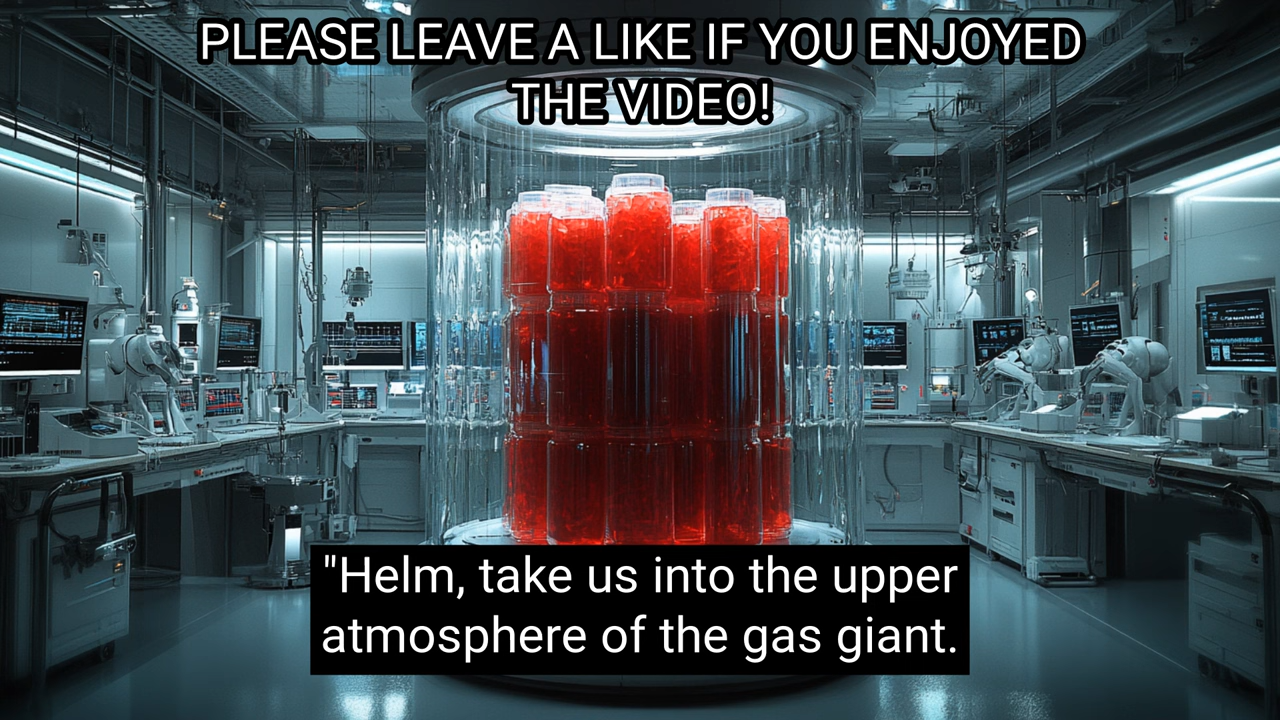 PLEASE LEAVE A LIKE IF YOU ENJOYED
THE VIDEO!
"Helm, take us into the upper
atmosphere of the gas giant.